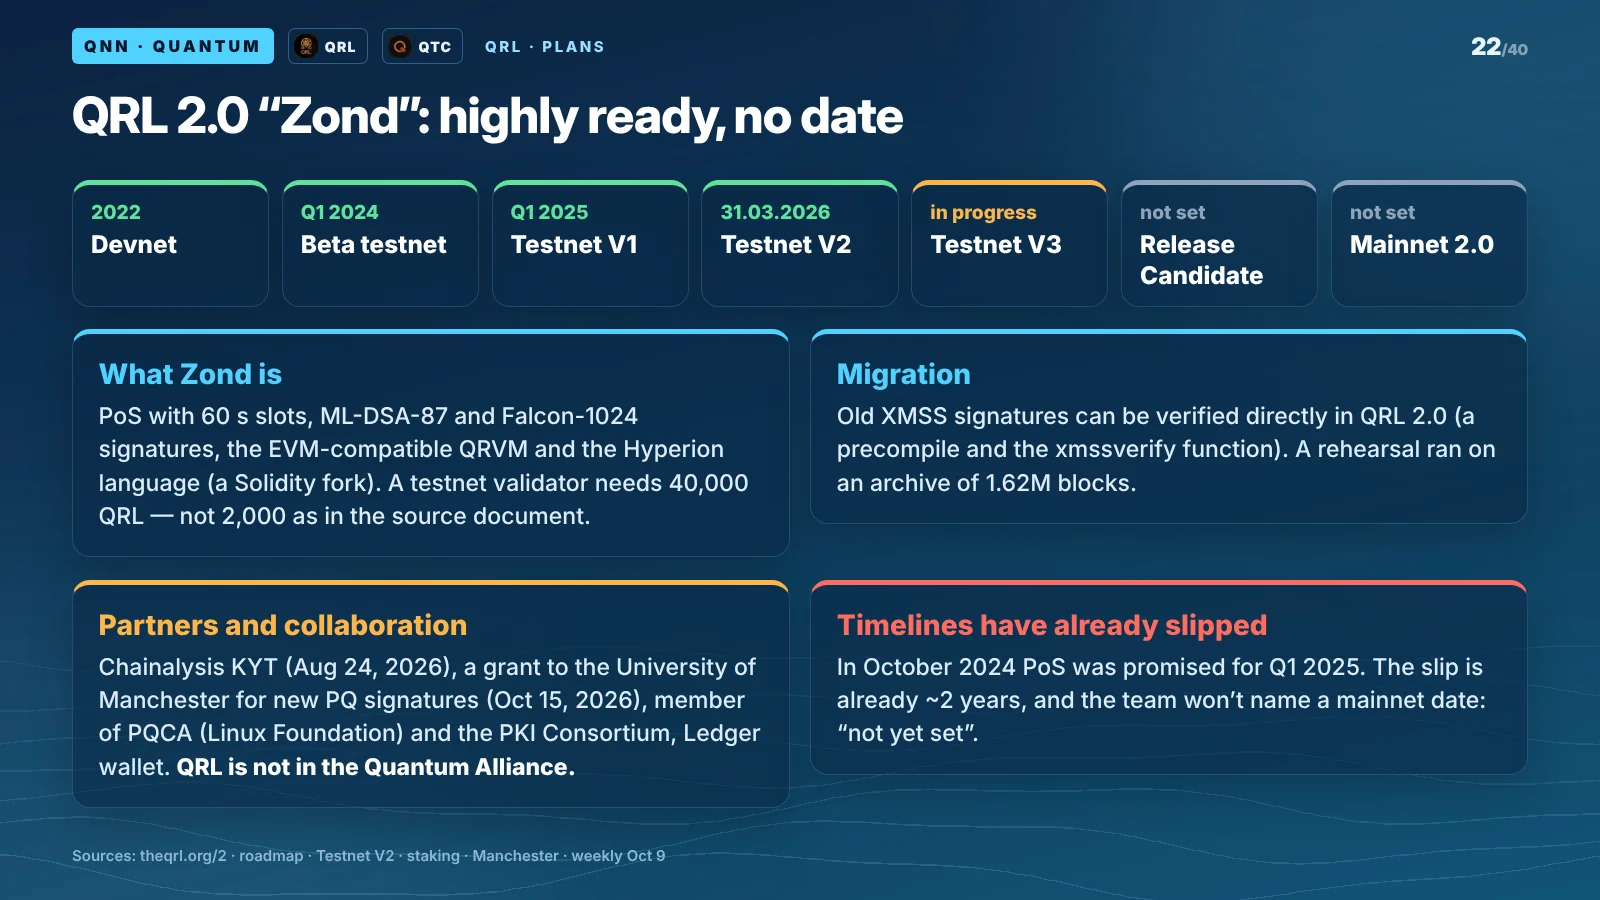 QNN · QUANTUM
QRL
QTC
QRL · PLANS
22/40
QRL 2.0 “Zond”: highly ready, no date
2022
Devnet
Q1 2024
Beta testnet
Q1 2025
Testnet V1
31.03.2026
Testnet V2
in progress
Testnet V3
not set
Release
Candidate
not set
Mainnet 2.0
What Zond is
PoS with 60 s slots, ML-DSA-87 and Falcon-1024
signatures, the EVM-compatible QRVM and the Hyperion
language (a Solidity fork). A testnet validator needs 40,000
QRL — not 2,000 as in the source document.
Migration
Old XMSS signatures can be verified directly in QRL 2.0 (a
precompile and the xmssverify function). A rehearsal ran on
an archive of 1.62M blocks.
Partners and collaboration
Chainalysis KYT (Aug 24, 2026), a grant to the University of
Manchester for new PQ signatures (Oct 15, 2026), member
of PQCA (Linux Foundation) and the PKI Consortium, Ledger
wallet. QRL is not in the Quantum Alliance.
Timelines have already slipped
In October 2024 PoS was promised for Q1 2025. The slip is
already ~2 years, and the team won’t name a mainnet date:
“not yet set”.
Sources: theqrl.org/2 · roadmap · Testnet V2 · staking · Manchester · weekly Oct 9